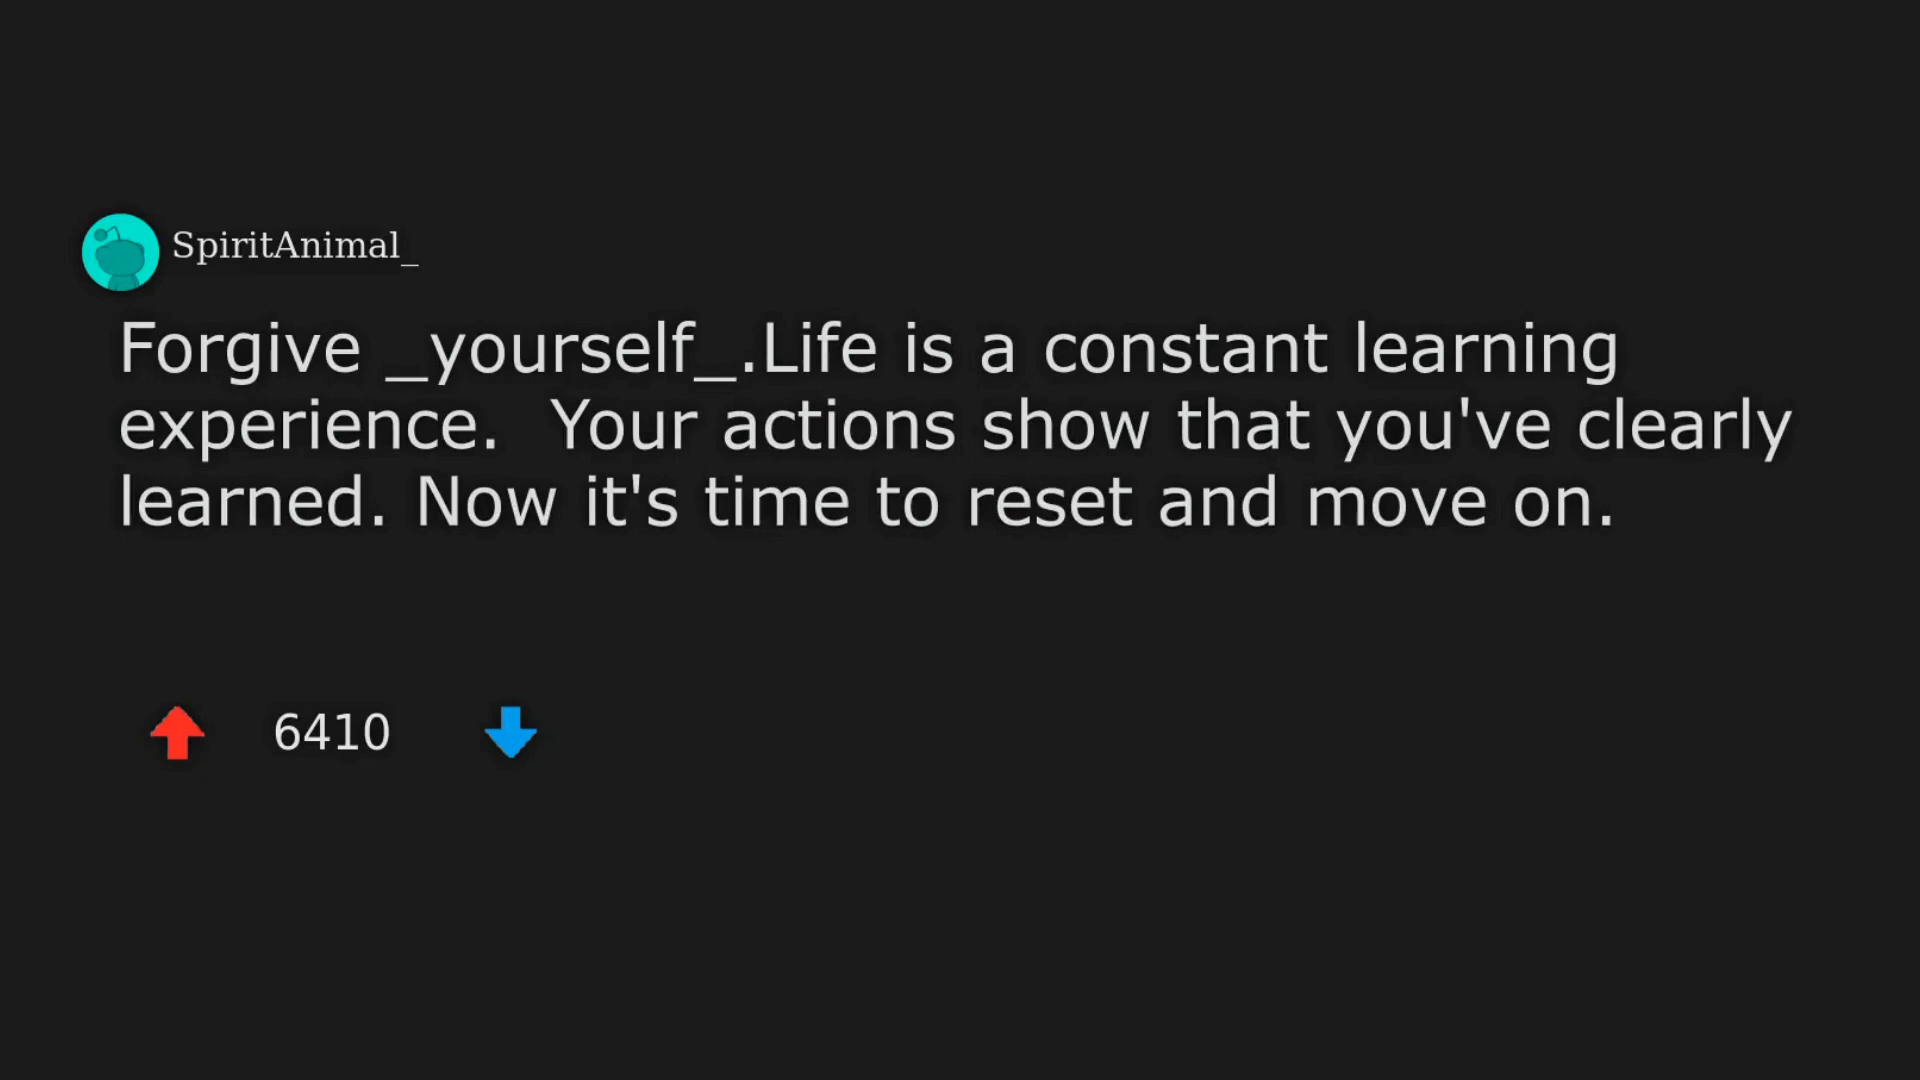 SpiritAnimal_
Forgive _yourself_.Life is a constant learning
experience.  Your actions show that you've clearly
learned. Now it's time to reset and move on.
6410